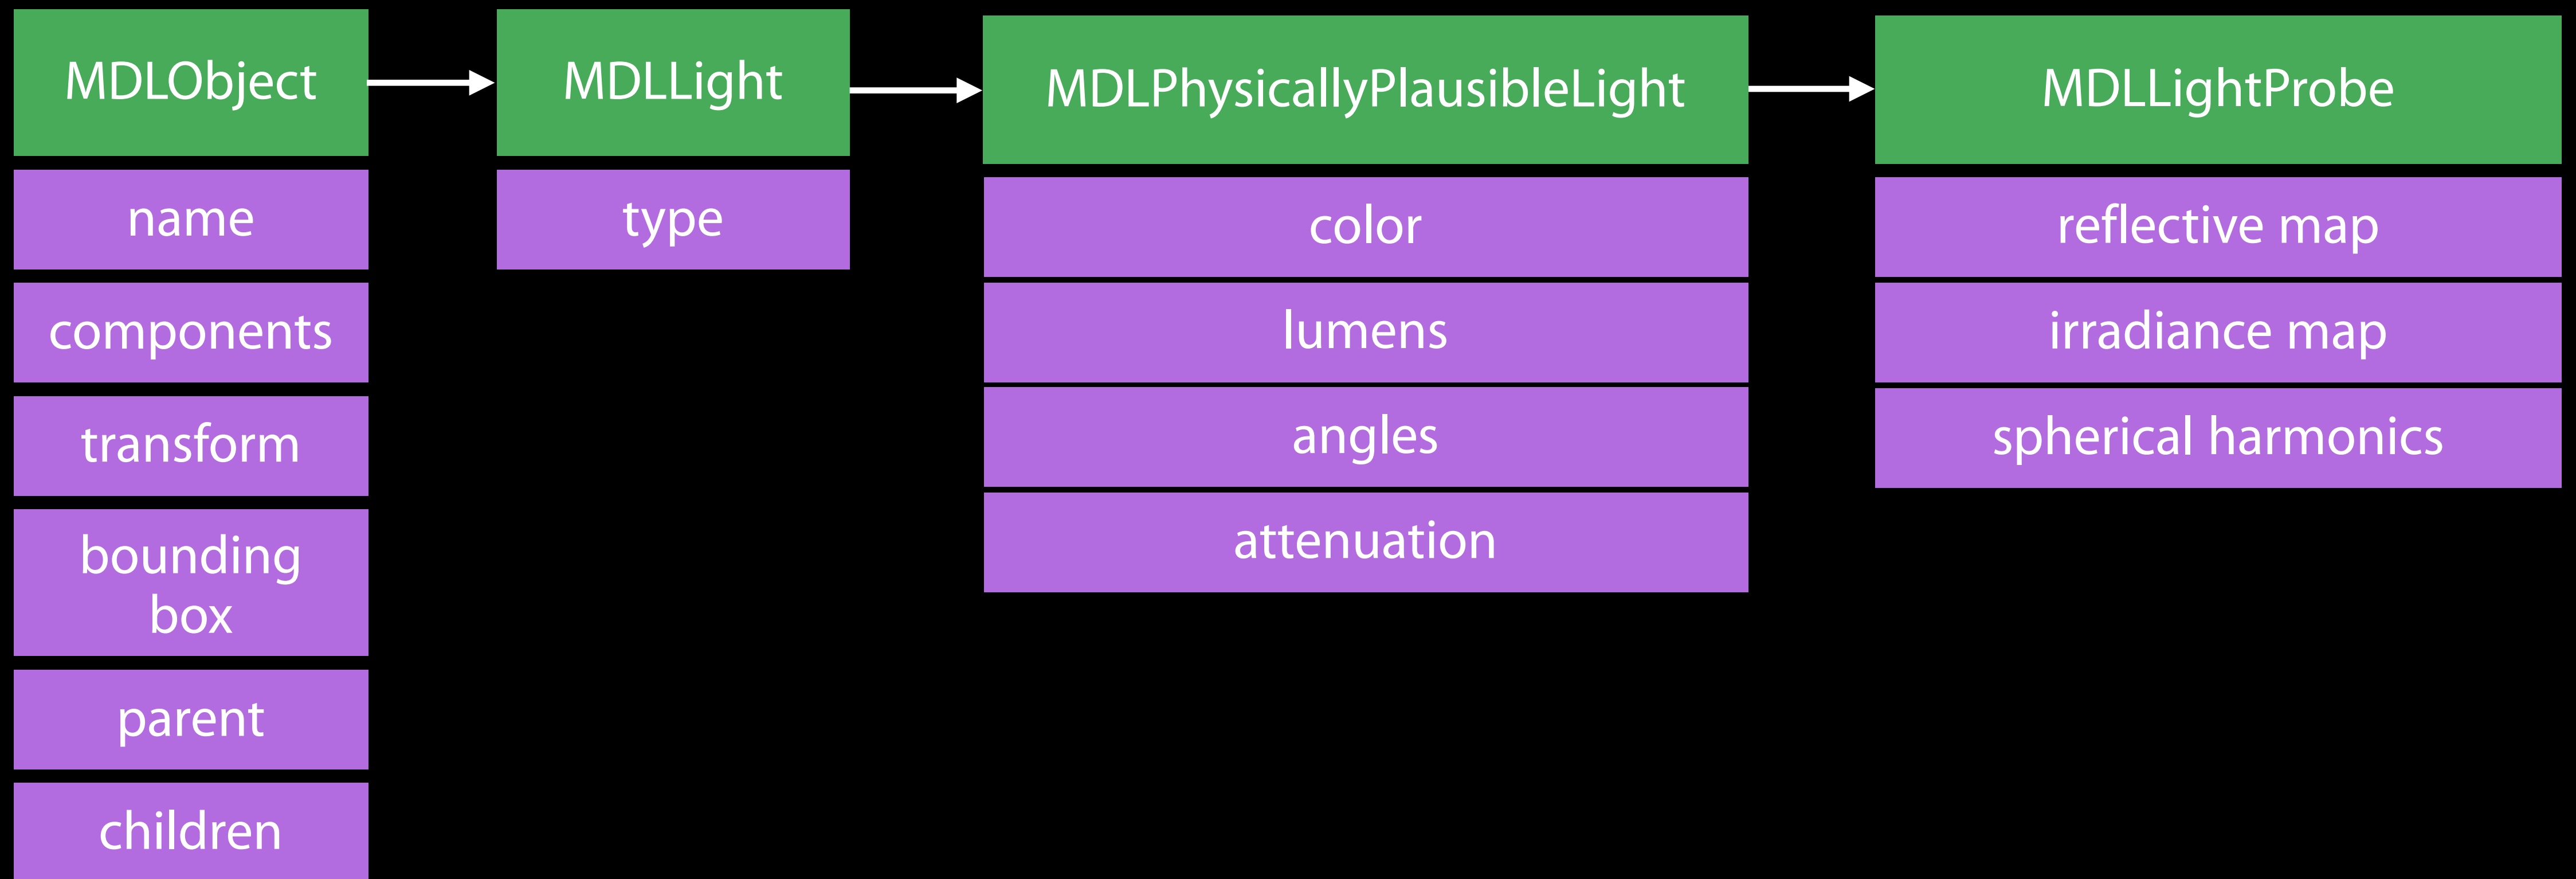 MDLObject
name
components
transform
bounding
box
parent
children
MDLLight
type
MDLPhysicallyPlausibleLight
color
lumens
angles
attenuation
MDLLightProbe
reflective map
irradiance map
spherical harmonics